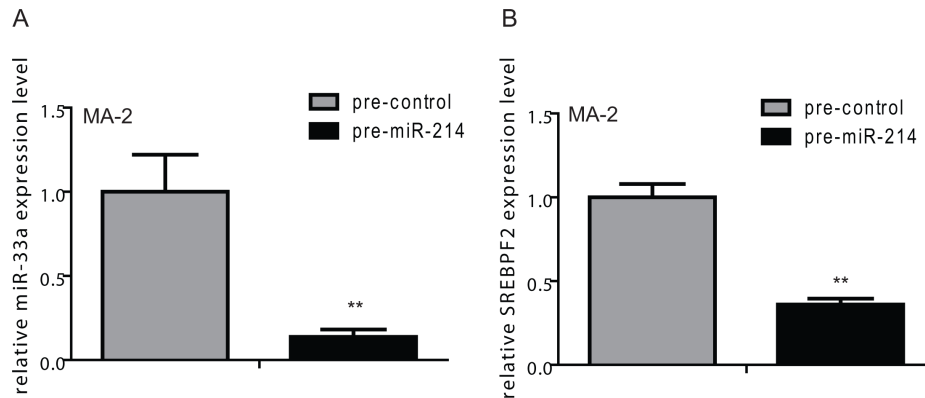 A
relative miR-33a expression level
1.5
1.0
0.5
0.0
MA-2
pre-control
pre-miR-214
**
B
relative SREBPF2 expression level
1.5
1.0
0.5
0.0
MA-2
pre-control
pre-miR-214
**